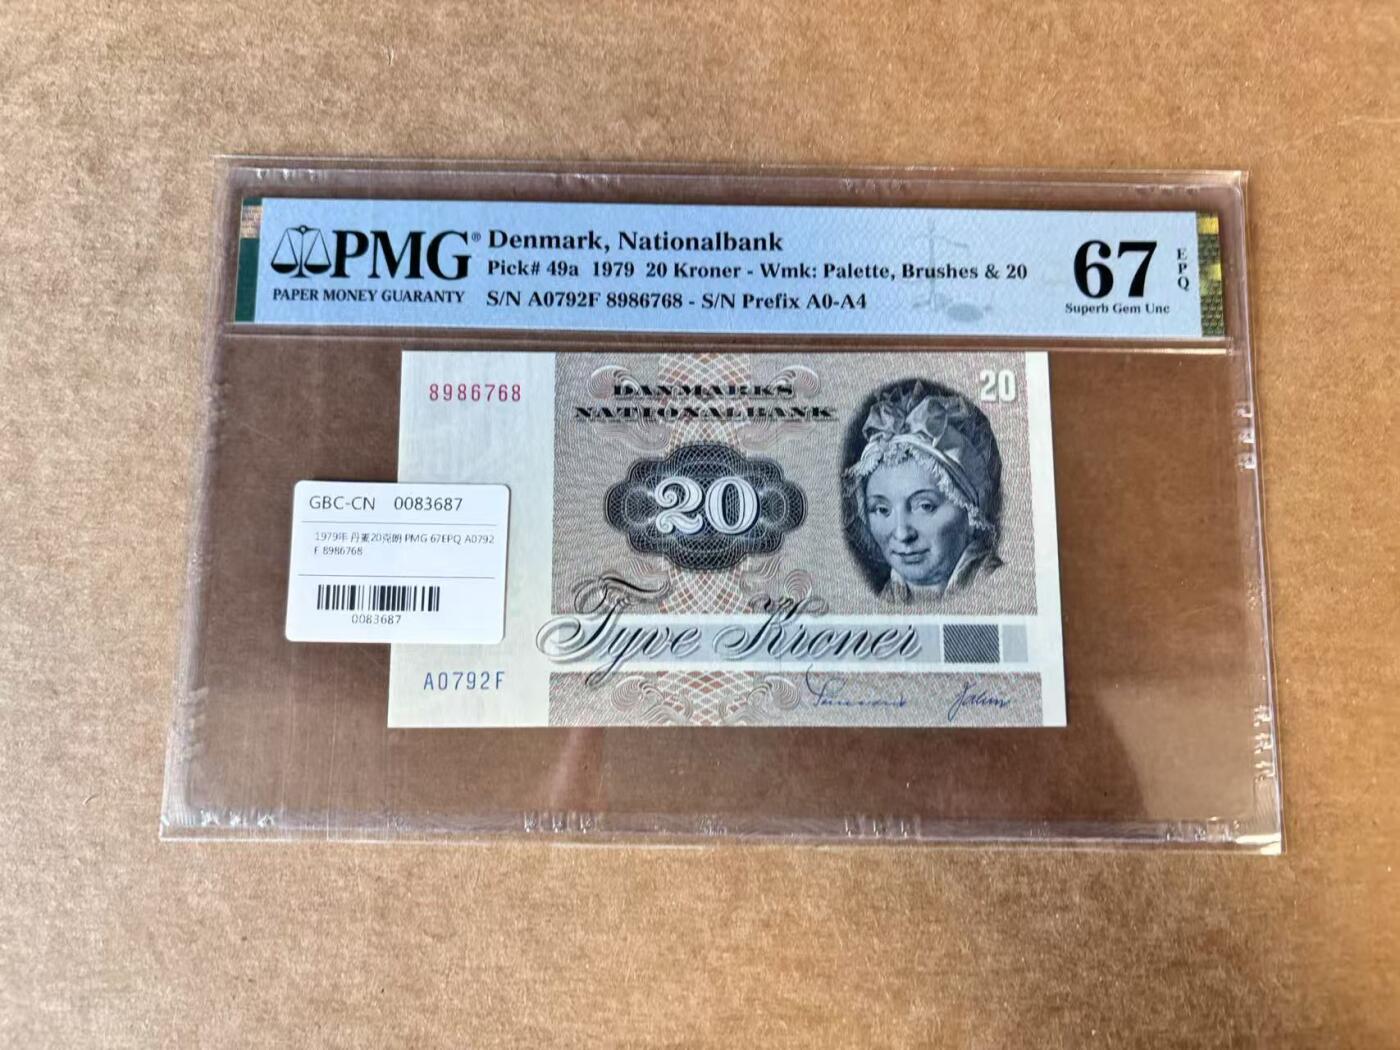 PMG®
PAPER MONEY GUARANTY
Denmark, Nationalbank
Pick# 49a 1979 20 Kroner - Wmk: Palette, Brushes & 20
S/N A0792F 8986768 - S/N Prefix A0-A4
67
EPQ
Superb Gem Unc
8986768
DANMARKS
NATIONALBANK
20
20
Tyve Kroner
A0792F
GBC-CN 0083687
1979年 丹麦20克朗 PMG 67EPQ A0792
F 8986768
0083687